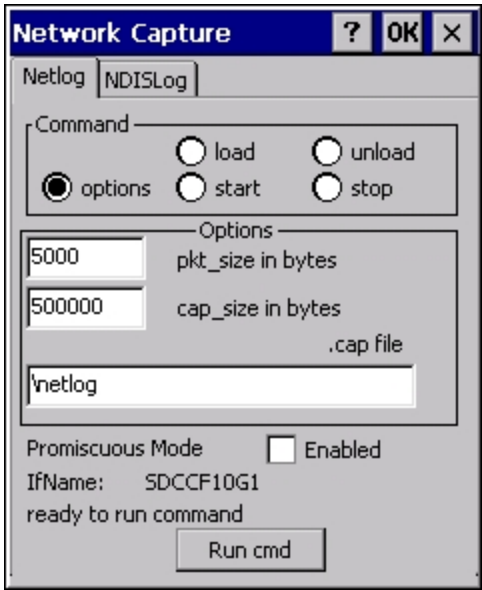 Network Capture ? OK ×
Netlog NDISLog
Command
load unload
options start stop
Options
5000 pkt_size in bytes
500000 cap_size in bytes
.cap file
\netlog
Promiscuous Mode Enabled
IfName: SDCCF10G1
ready to run command
Run cmd